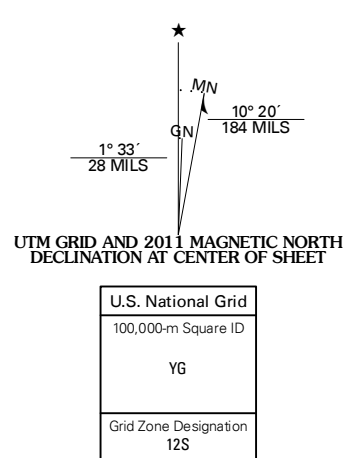 ★
MN
10° 20´
184 MILS
GN
1° 33´
28 MILS
UTM GRID AND 2011 MAGNETIC NORTH
DECLINATION AT CENTER OF SHEET
U.S. National Grid
100,000-m Square ID
YG
Grid Zone Designation
12S